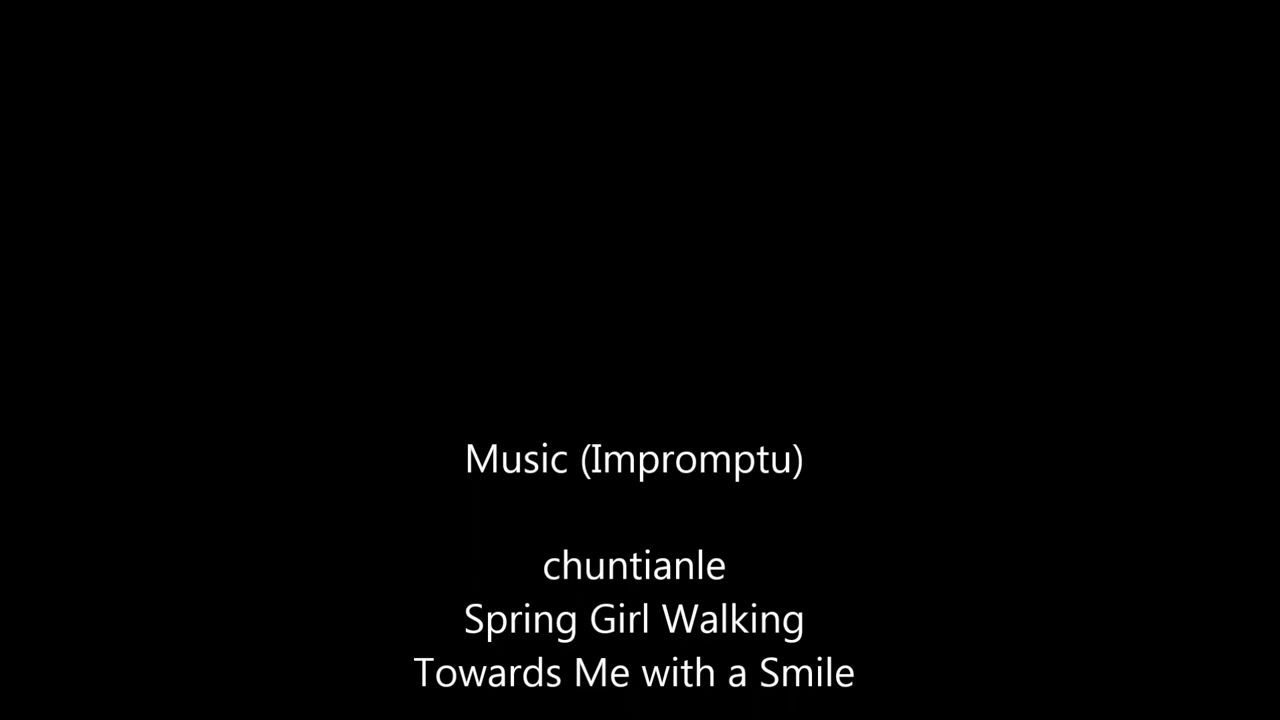 Music (Impromptu)
chuntianle
Spring Girl Walking
Towards Me with a Smile